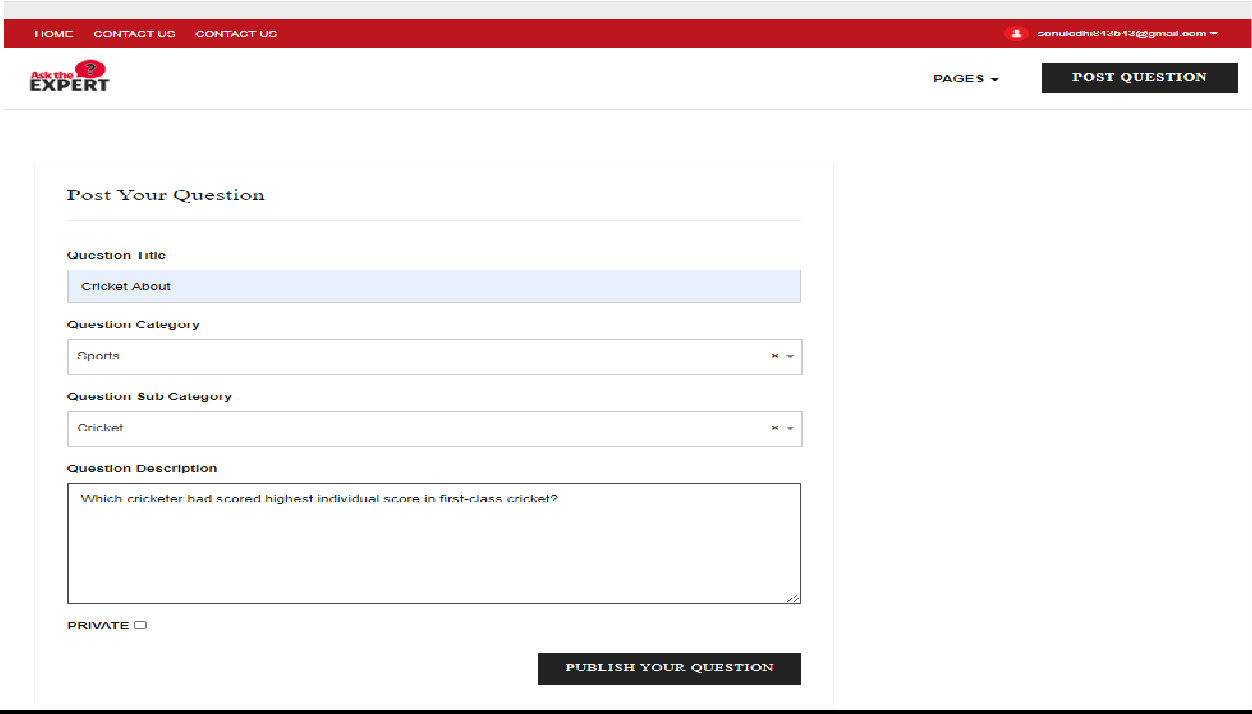 HOME CONTACT US CONTACT US sonulodhi843643@gmail.com
Ask the ?
EXPERT
PAGES POST QUESTION
Post Your Question
Question Title
Cricket About
Question Category
Sports ×
Question Sub Category
Cricket ×
Question Description
Which cricketer had scored highest individual score in first-class cricket?
PRIVATE
PUBLISH YOUR QUESTION